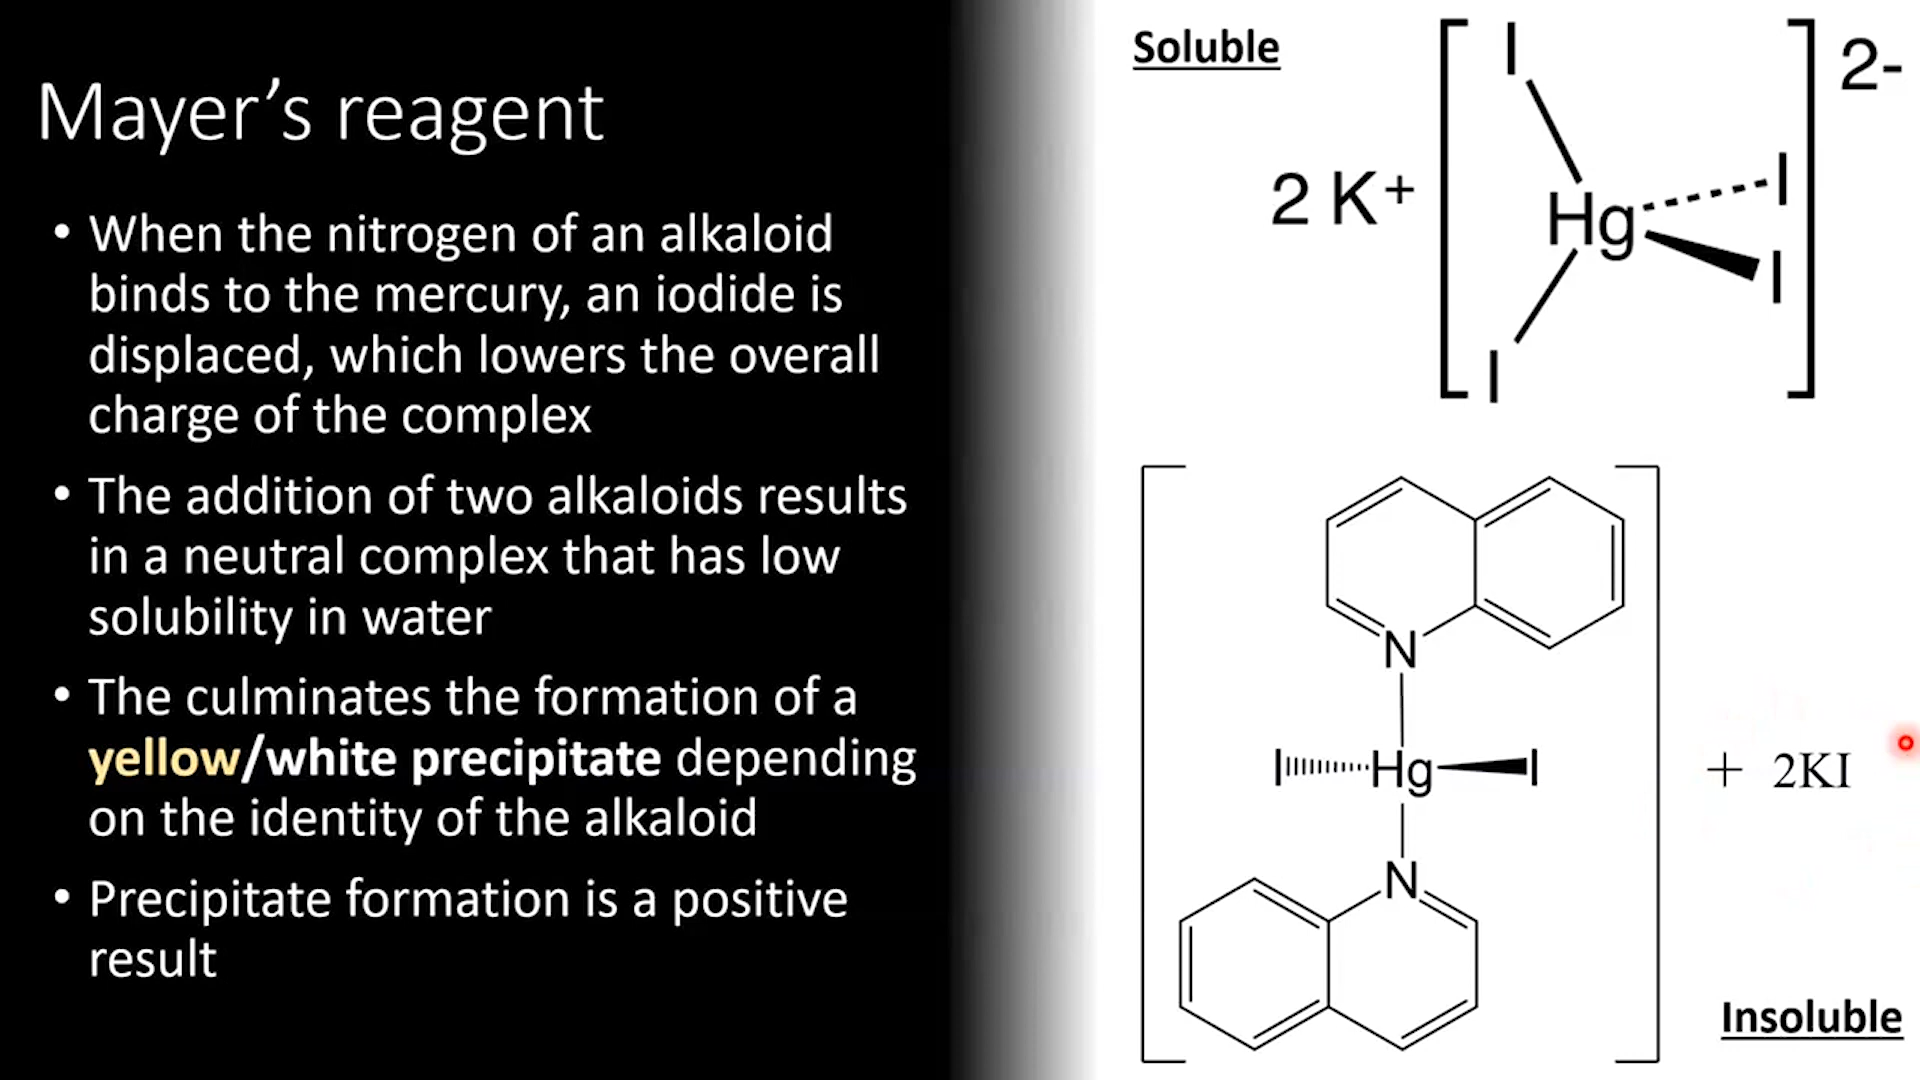 Mayer’s reagent
• When the nitrogen of an alkaloid
binds to the mercury, an iodide is
displaced, which lowers the overall
charge of the complex
• The addition of two alkaloids results
in a neutral complex that has low
solubility in water
• The culminates the formation of a
yellow/white precipitate depending
on the identity of the alkaloid
• Precipitate formation is a positive
result
Soluble
2 K+
2-
I
Hg
I
I
I
N
I Hg I
N
+ 2KI
Insoluble